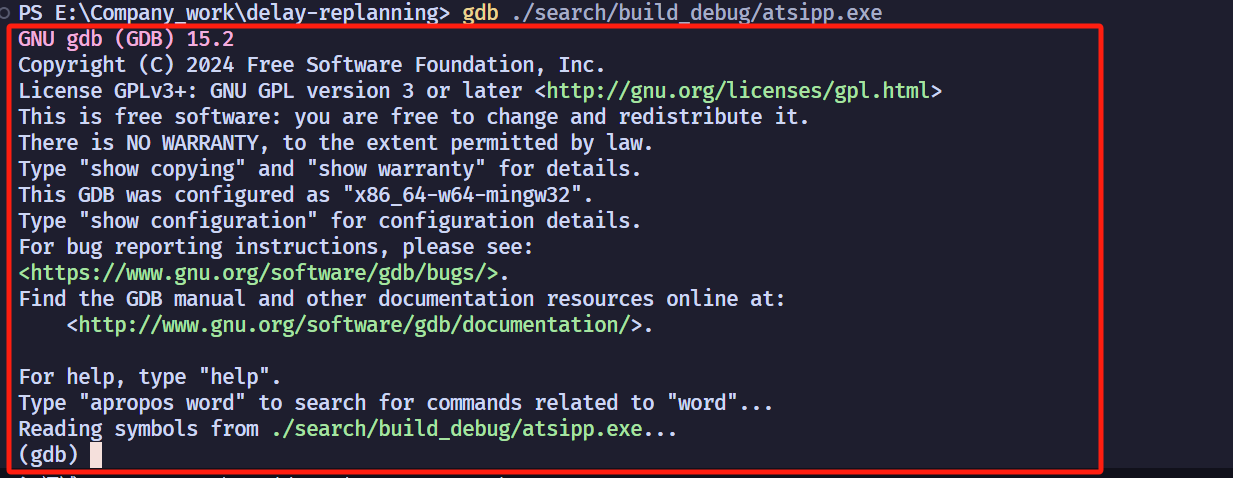 PS E:\Company_work\delay-replanning> gdb ./search/build_debug/atsipp.exe
GNU gdb (GDB) 15.2
Copyright (C) 2024 Free Software Foundation, Inc.
License GPLv3+: GNU GPL version 3 or later <http://gnu.org/licenses/gpl.html>
This is free software: you are free to change and redistribute it.
There is NO WARRANTY, to the extent permitted by law.
Type "show copying" and "show warranty" for details.
This GDB was configured as "x86_64-w64-mingw32".
Type "show configuration" for configuration details.
For bug reporting instructions, please see:
<https://www.gnu.org/software/gdb/bugs/>.
Find the GDB manual and other documentation resources online at:
    <http://www.gnu.org/software/gdb/documentation/>.

For help, type "help".
Type "apropos word" to search for commands related to "word"...
Reading symbols from ./search/build_debug/atsipp.exe...
(gdb)